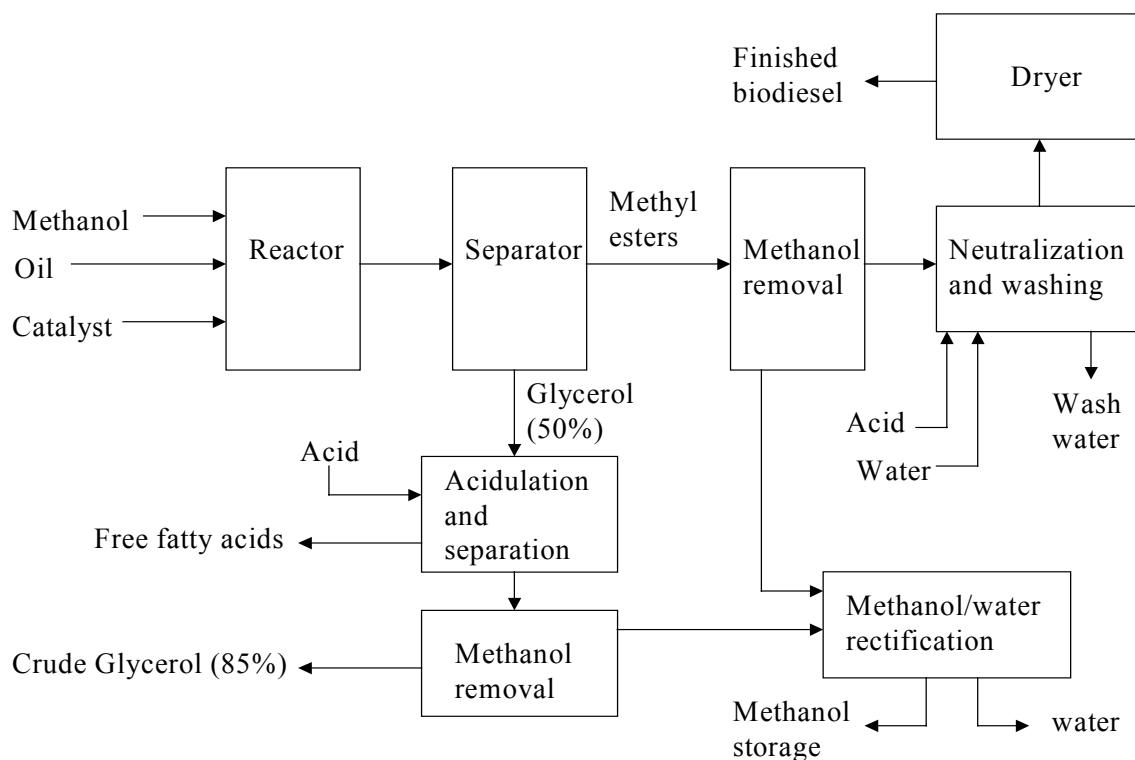 Finished
biodiesel
Dryer
Methanol
Oil
Catalyst
Reactor
Separator
Methyl
esters
Methanol
removal
Neutralization
and washing
Glycerol
(50%)
Acid
Water
Wash
water
Acid
Acidulation
and
separation
Free fatty acids
Methanol/water
rectification
Crude Glycerol (85%)
Methanol
removal
Methanol
storage
water